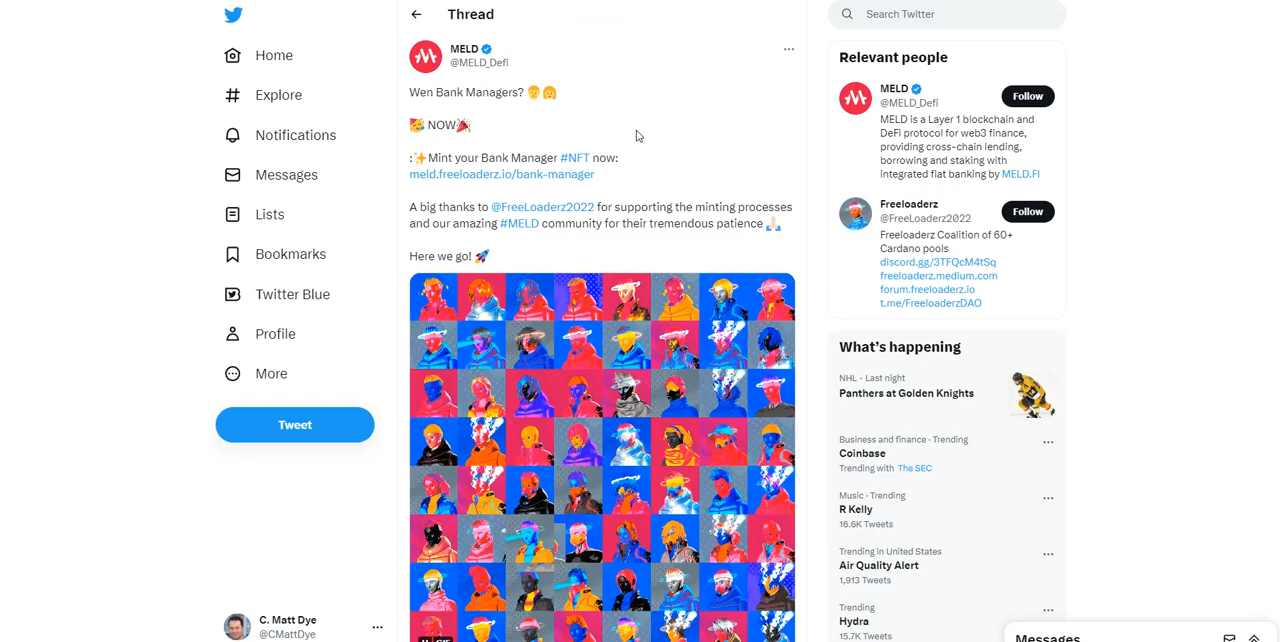 Home
Explore
Notifications
Messages
Lists
Bookmarks
Twitter Blue
Profile
More
Tweet
C. Matt Dye
@CMattDye
Thread
MELD
@MELD_Defi
Wen Bank Managers? 👨‍🦳👩‍🦳
🥳 NOW🎉
:✨Mint your Bank Manager #NFT now:
meld.freeloaderz.io/bank-manager
A big thanks to @FreeLoaderz2022 for supporting the minting processes
and our amazing #MELD community for their tremendous patience 🙏🏻
Here we go! 🚀
Search Twitter
Relevant people
MELD
@MELD_Defi
Follow
MELD is a Layer 1 blockchain and
DeFi protocol for web3 finance,
providing cross-chain lending,
borrowing and staking with
integrated fiat banking by MELD.FI
Freeloaderz
@FreeLoaderz2022
Follow
Freeloaderz Coalition of 60+
Cardano pools
discord.gg/3TFQcM4tSq
freeloaderz.medium.com
forum.freeloaderz.io
t.me/FreeloaderzDAO
What's happening
NHL · Last night
Panthers at Golden Knights
Business and finance · Trending
Coinbase
Trending with The SEC
Music · Trending
R Kelly
16.6K Tweets
Trending in United States
Air Quality Alert
1,913 Tweets
Trending
Hydra
15.7K Tweets
Messages